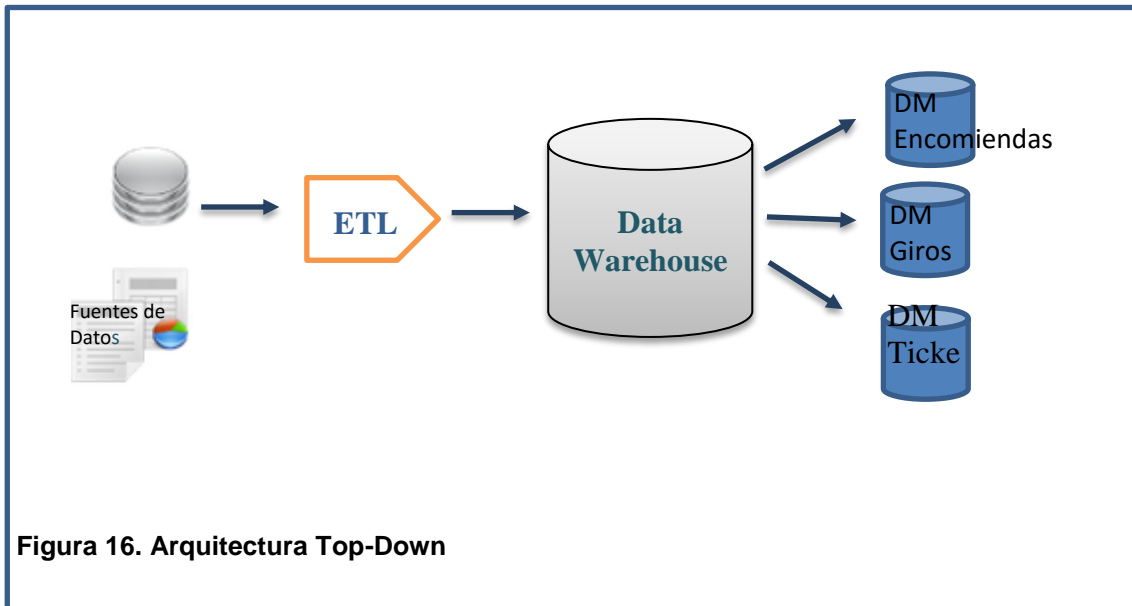 Fuentes de
Datos
ETL
Data
Warehouse
DM
Encomiendas
DM
Giros
DM
Ticke
Figura 16. Arquitectura Top-Down